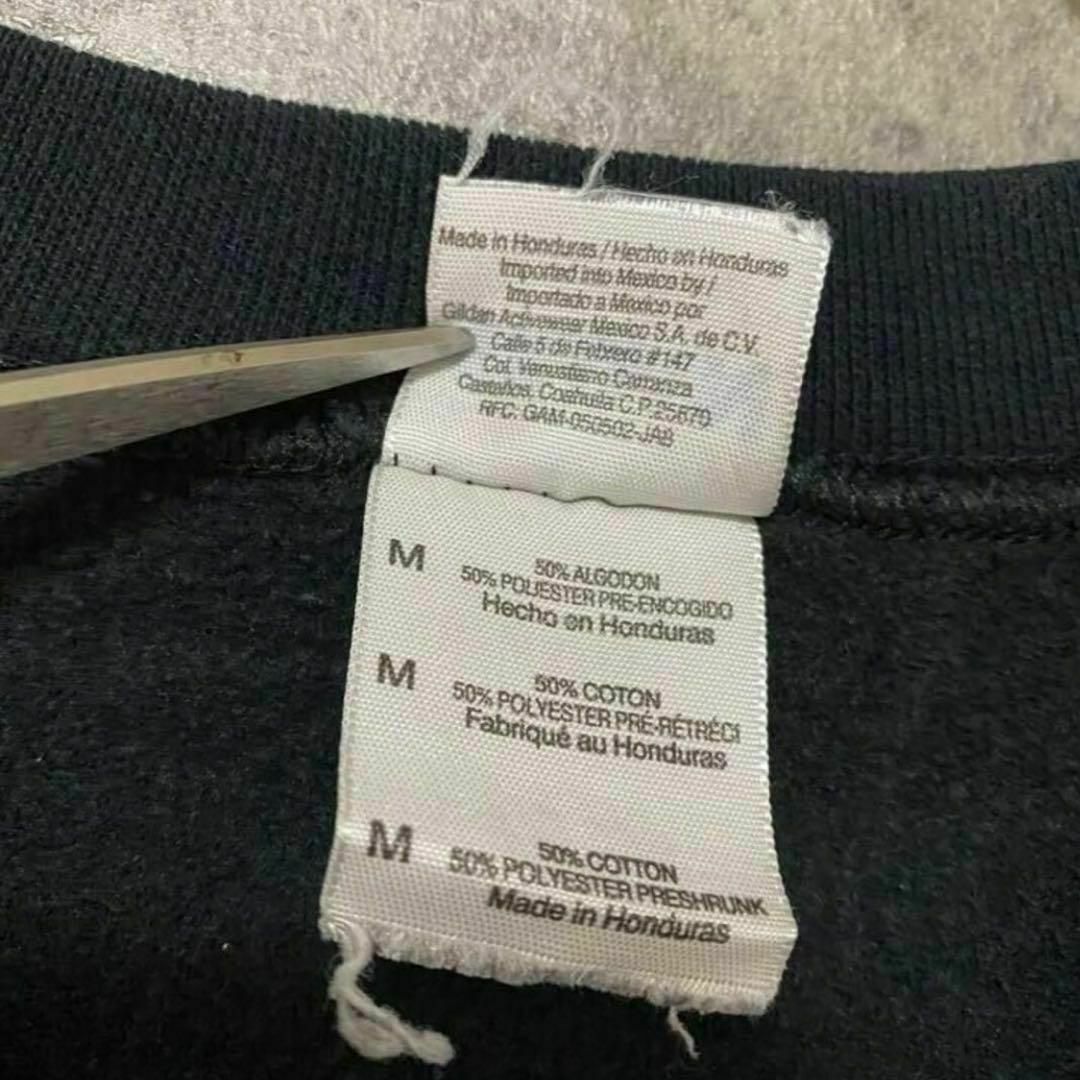 Made in Honduras / Hecho en Honduras
Imported into Mexico by /
Importado a Mexico por
Gildan Activewear Mexico S.A. de C.V.
Calle 5 de Febrero #147
Col. Venustiano Carranza
Castaños, Coahuila C.P. 25870
RFC: GAM-050502-JA8
M
50% ALGODON
50% POLIESTER PRE-ENCOGIDO
Hecho en Honduras
M
50% COTON
50% POLYESTER PRÉ-RÉTRÉCI
Fabriqué au Honduras
M
50% COTTON
50% POLYESTER PRESHRUNK
Made in Honduras